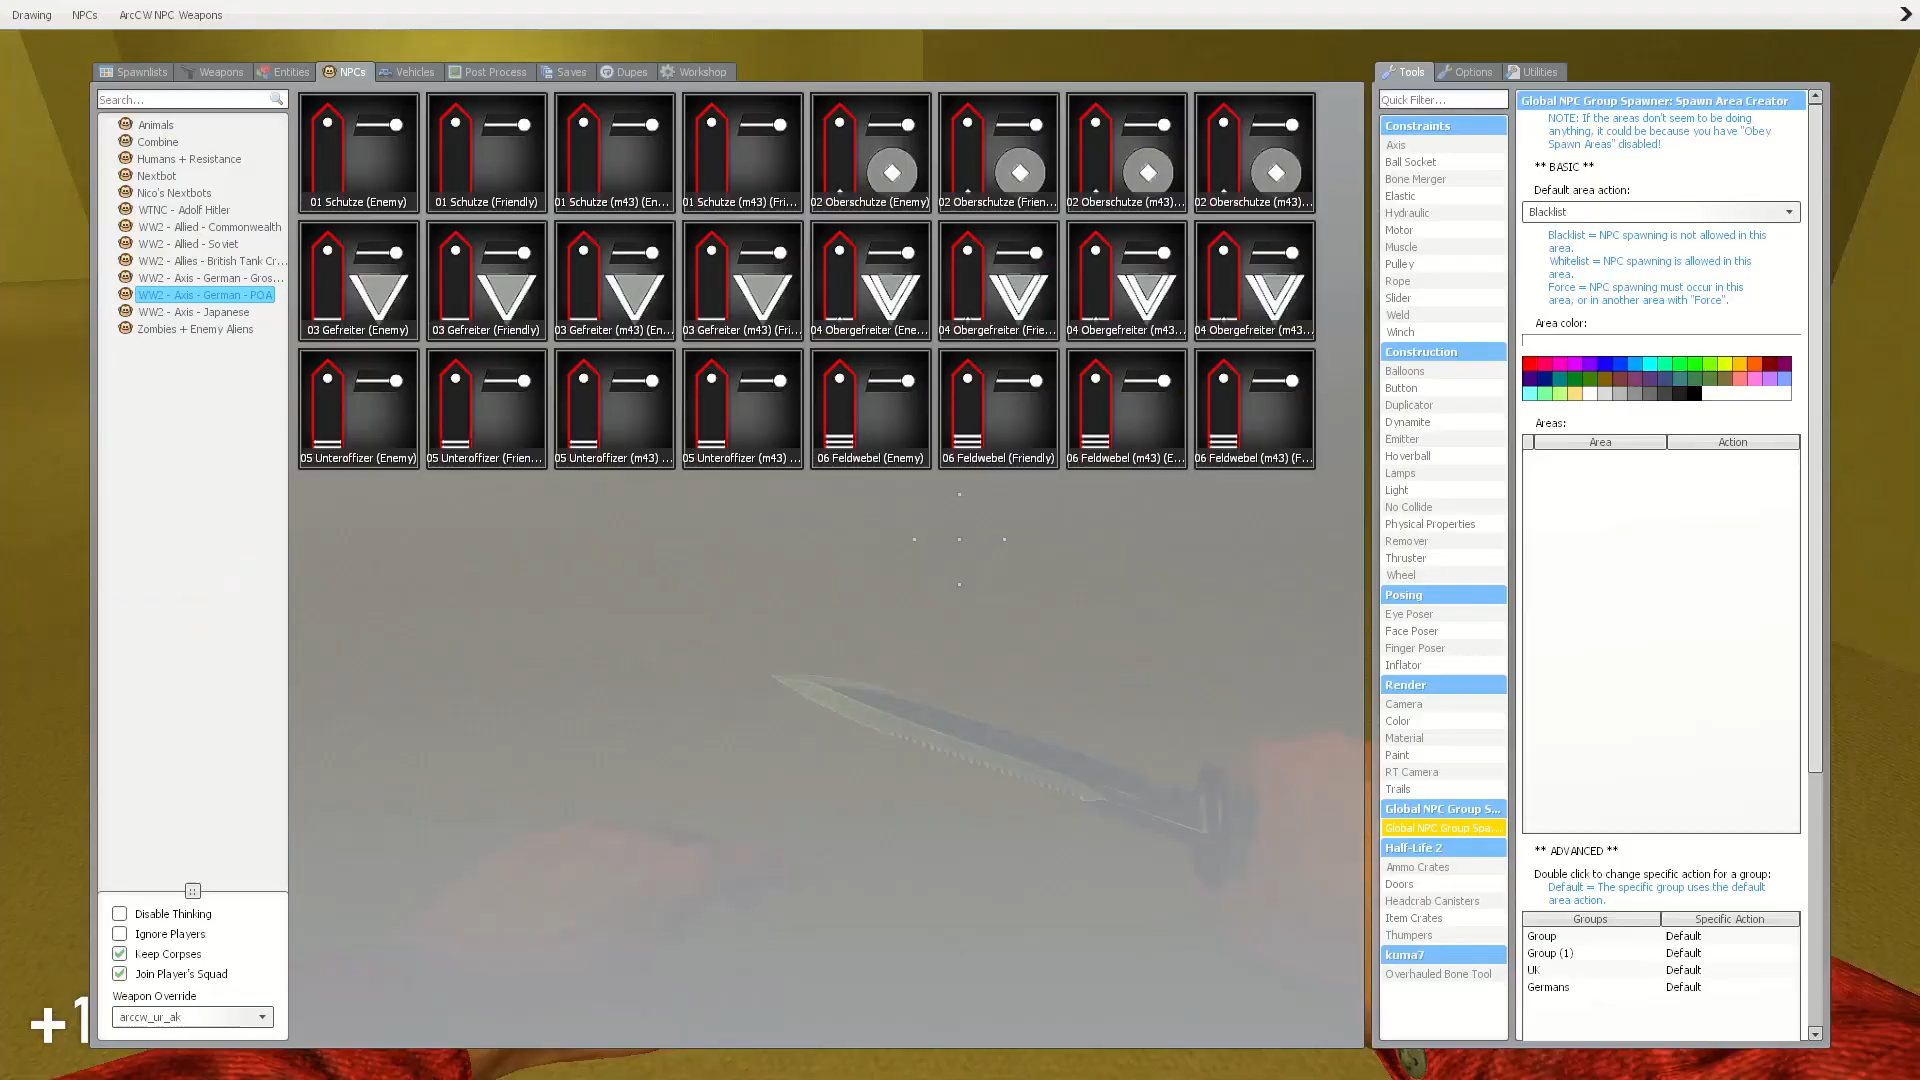 Drawing NPCs ArcCW NPC Weapons
Spawnlists Weapons Entities NPCs Vehicles Post Process Saves Dupes Workshop
Search...
Animals
Combine
Humans + Resistance
Nextbot
Nico's Nextbots
WTNC - Adolf Hitler
WW2 - Allied - Commonwealth
WW2 - Allied - Soviet
WW2 - Allies - British Tank Cr...
WW2 - Axis - German - Gros...
WW2 - Axis - German - POA
WW2 - Axis - Japanese
Zombies + Enemy Aliens
Disable Thinking
Ignore Players
Keep Corpses
Join Player's Squad
Weapon Override
arccw_ur_ak
+1
01 Schutze (Enemy) 01 Schutze (Friendly) 01 Schutze (m43) (En... 01 Schutze (m43) (Fri... 02 Oberschutze (Enemy) 02 Oberschutze (Frien... 02 Oberschutze (m43)... 02 Oberschutze (m43)...
03 Gefreiter (Enemy) 03 Gefreiter (Friendly) 03 Gefreiter (m43) (En... 03 Gefreiter (m43) (Fri... 04 Obergefreiter (Ene... 04 Obergefreiter (Frie... 04 Obergefreiter (m43... 04 Obergefreiter (m43...
05 Unteroffizier (Enemy) 05 Unteroffizier (Frien... 05 Unteroffizier (m43) ... 05 Unteroffizier (m43) ... 06 Feldwebel (Enemy) 06 Feldwebel (Friendly) 06 Feldwebel (m43) (E... 06 Feldwebel (m43) (F...
Tools Options Utilities
Quick Filter...
Constraints
Axis
Ball Socket
Bone Merger
Elastic
Hydraulic
Motor
Muscle
Pulley
Rope
Slider
Weld
Winch
Construction
Balloons
Button
Duplicator
Dynamite
Emitter
Hoverball
Lamps
Light
No Collide
Physical Properties
Remover
Thruster
Wheel
Posing
Eye Poser
Face Poser
Finger Poser
Inflator
Render
Camera
Color
Material
Paint
RT Camera
Trails
Global NPC Group S...
Global NPC Group Spa...
Half-Life 2
Ammo Crates
Doors
Headcrab Canisters
Item Crates
Thumpers
kuma7
Overhauled Bone Tool
Global NPC Group Spawner: Spawn Area Creator
NOTE: If the areas don't seem to be doing
anything, it could be because you have "Obey
Spawn Areas" disabled!
** BASIC **
Default area action:
Blacklist
Blacklist = NPC spawning is not allowed in this
area.
Whitelist = NPC spawning is allowed in this
area.
Force = NPC spawning must occur in this
area, or in another area with "Force".
Area color:
Areas:
Area Action
** ADVANCED **
Double click to change specific action for a group:
Default = The specific group uses the default
area action.
Groups Specific Action
Group Default
Group (1) Default
UK Default
Germans Default